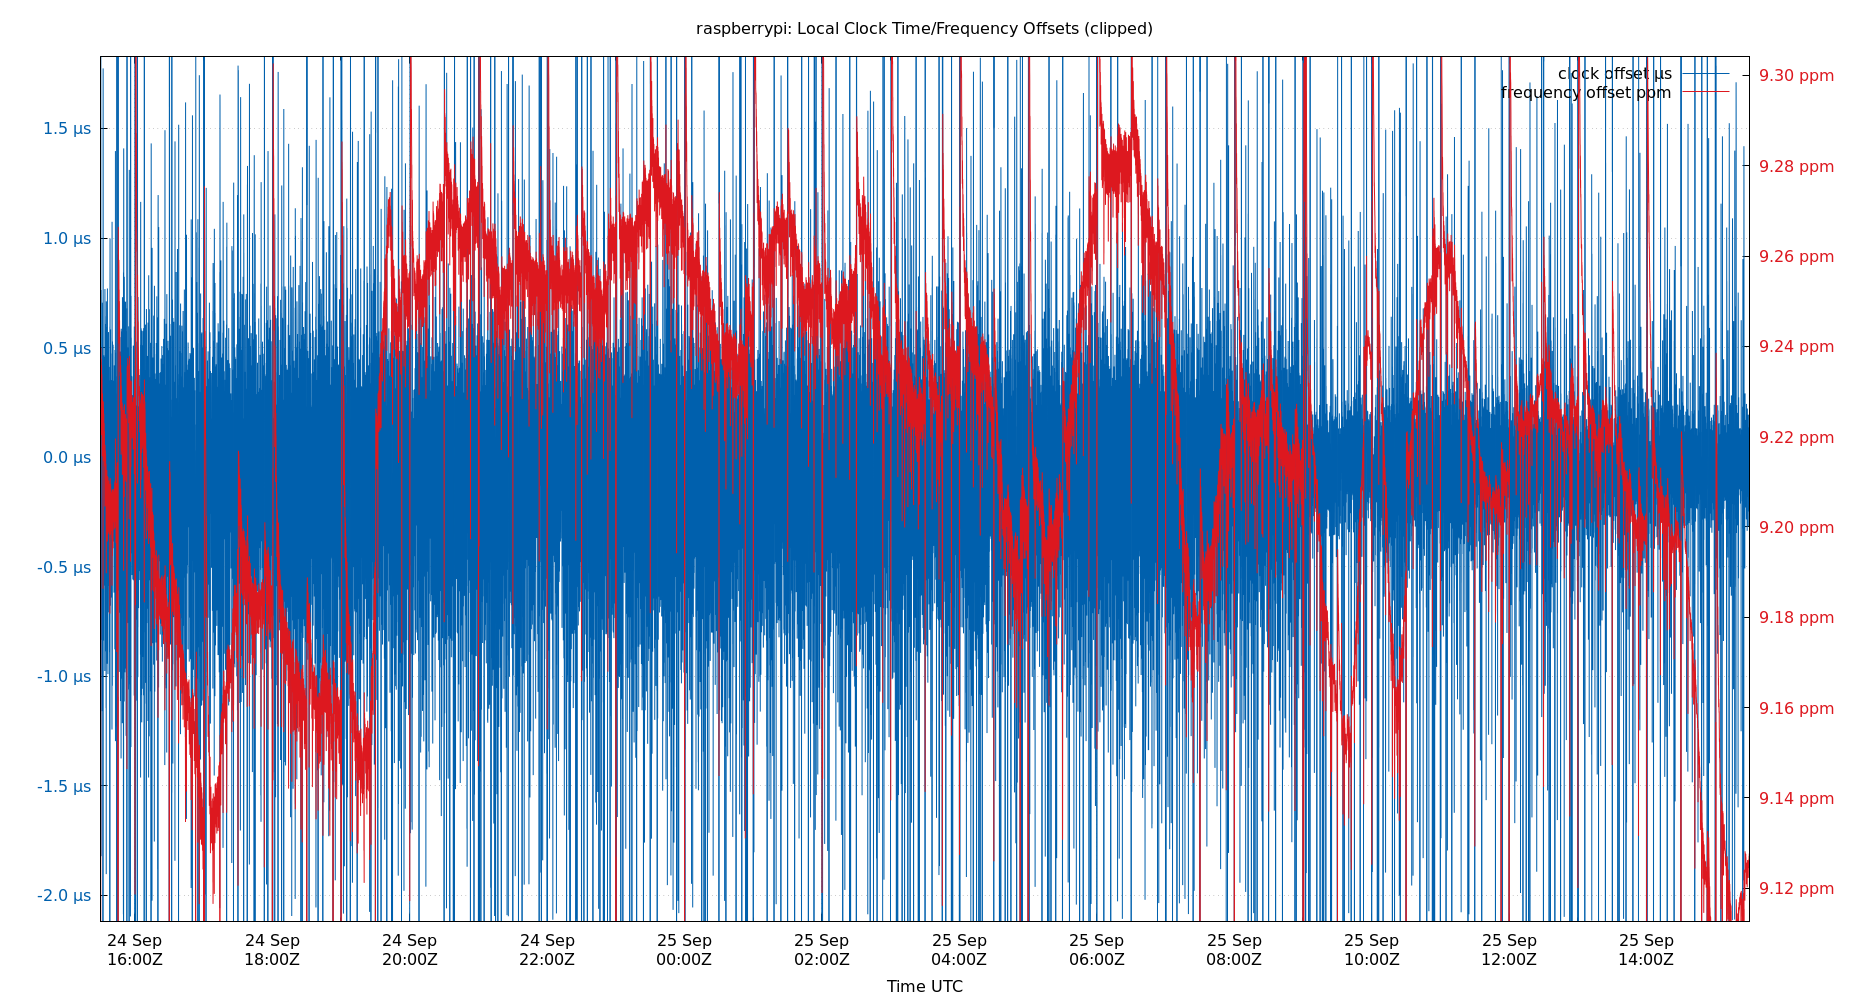 raspberrypi: Local Clock Time/Frequency Offsets (clipped)
clock offset µs
frequency offset ppm
1.5 µs
1.0 µs
0.5 µs
0.0 µs
-0.5 µs
-1.0 µs
-1.5 µs
-2.0 µs
9.30 ppm
9.28 ppm
9.26 ppm
9.24 ppm
9.22 ppm
9.20 ppm
9.18 ppm
9.16 ppm
9.14 ppm
9.12 ppm
24 Sep 24 Sep 24 Sep 24 Sep 25 Sep 25 Sep 25 Sep 25 Sep 25 Sep 25 Sep 25 Sep 25 Sep
16:00Z 18:00Z 20:00Z 22:00Z 00:00Z 02:00Z 04:00Z 06:00Z 08:00Z 10:00Z 12:00Z 14:00Z
Time UTC